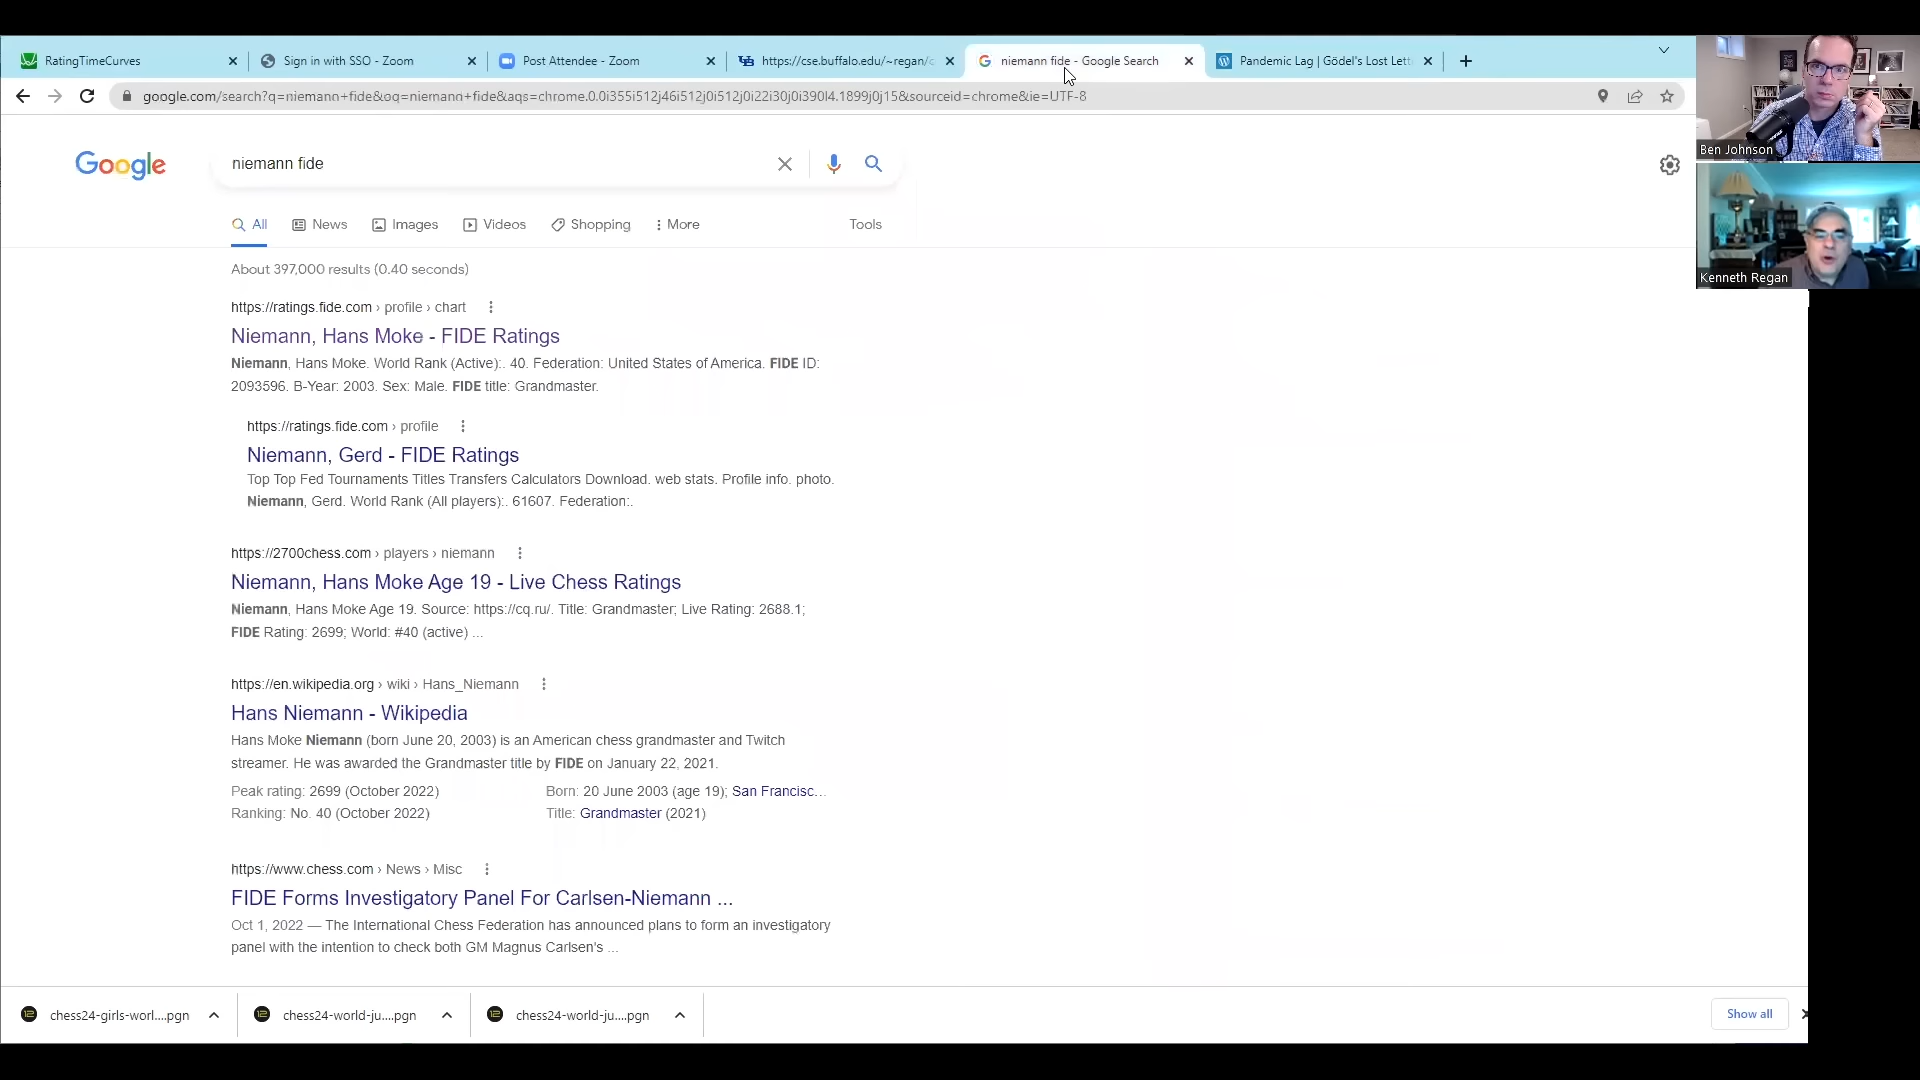 RatingTimeCurves
Sign in with SSO - Zoom
Post Attendee - Zoom
https://cse.buffalo.edu/~regan/c
niemann fide - Google Search
Pandemic Lag | Gödel's Lost Lett
google.com/search?q=niemann+fide&oq=niemann+fide&aqs=chrome.0.0i355i512j46i512j0i512j0i22i30j0i390l4.1899j0j15&sourceid=chrome&ie=UTF-8
Ben Johnson
Kenneth Regan
Google
niemann fide
All
News
Images
Videos
Shopping
More
Tools
About 397,000 results (0.40 seconds)
https://ratings.fide.com › profile › chart
Niemann, Hans Moke - FIDE Ratings
Niemann, Hans Moke. World Rank (Active):. 40. Federation: United States of America. FIDE ID:
2093596. B-Year: 2003. Sex: Male. FIDE title: Grandmaster.
https://ratings.fide.com › profile
Niemann, Gerd - FIDE Ratings
Top Top Fed Tournaments Titles Transfers Calculators Download. web stats. Profile info. photo.
Niemann, Gerd. World Rank (All players):. 61607. Federation:.
https://2700chess.com › players › niemann
Niemann, Hans Moke Age 19 - Live Chess Ratings
Niemann, Hans Moke Age 19. Source: https://cq.ru/. Title: Grandmaster; Live Rating: 2688.1;
FIDE Rating: 2699; World: #40 (active) ...
https://en.wikipedia.org › wiki › Hans_Niemann
Hans Niemann - Wikipedia
Hans Moke Niemann (born June 20, 2003) is an American chess grandmaster and Twitch
streamer. He was awarded the Grandmaster title by FIDE on January 22, 2021.
Peak rating: 2699 (October 2022)
Born: 20 June 2003 (age 19); San Francisc...
Ranking: No. 40 (October 2022)
Title: Grandmaster (2021)
https://www.chess.com › News › Misc
FIDE Forms Investigatory Panel For Carlsen-Niemann ...
Oct 1, 2022 — The International Chess Federation has announced plans to form an investigatory
panel with the intention to check both GM Magnus Carlsen's ...
chess24-girls-worl....pgn
chess24-world-ju....pgn
chess24-world-ju....pgn
Show all